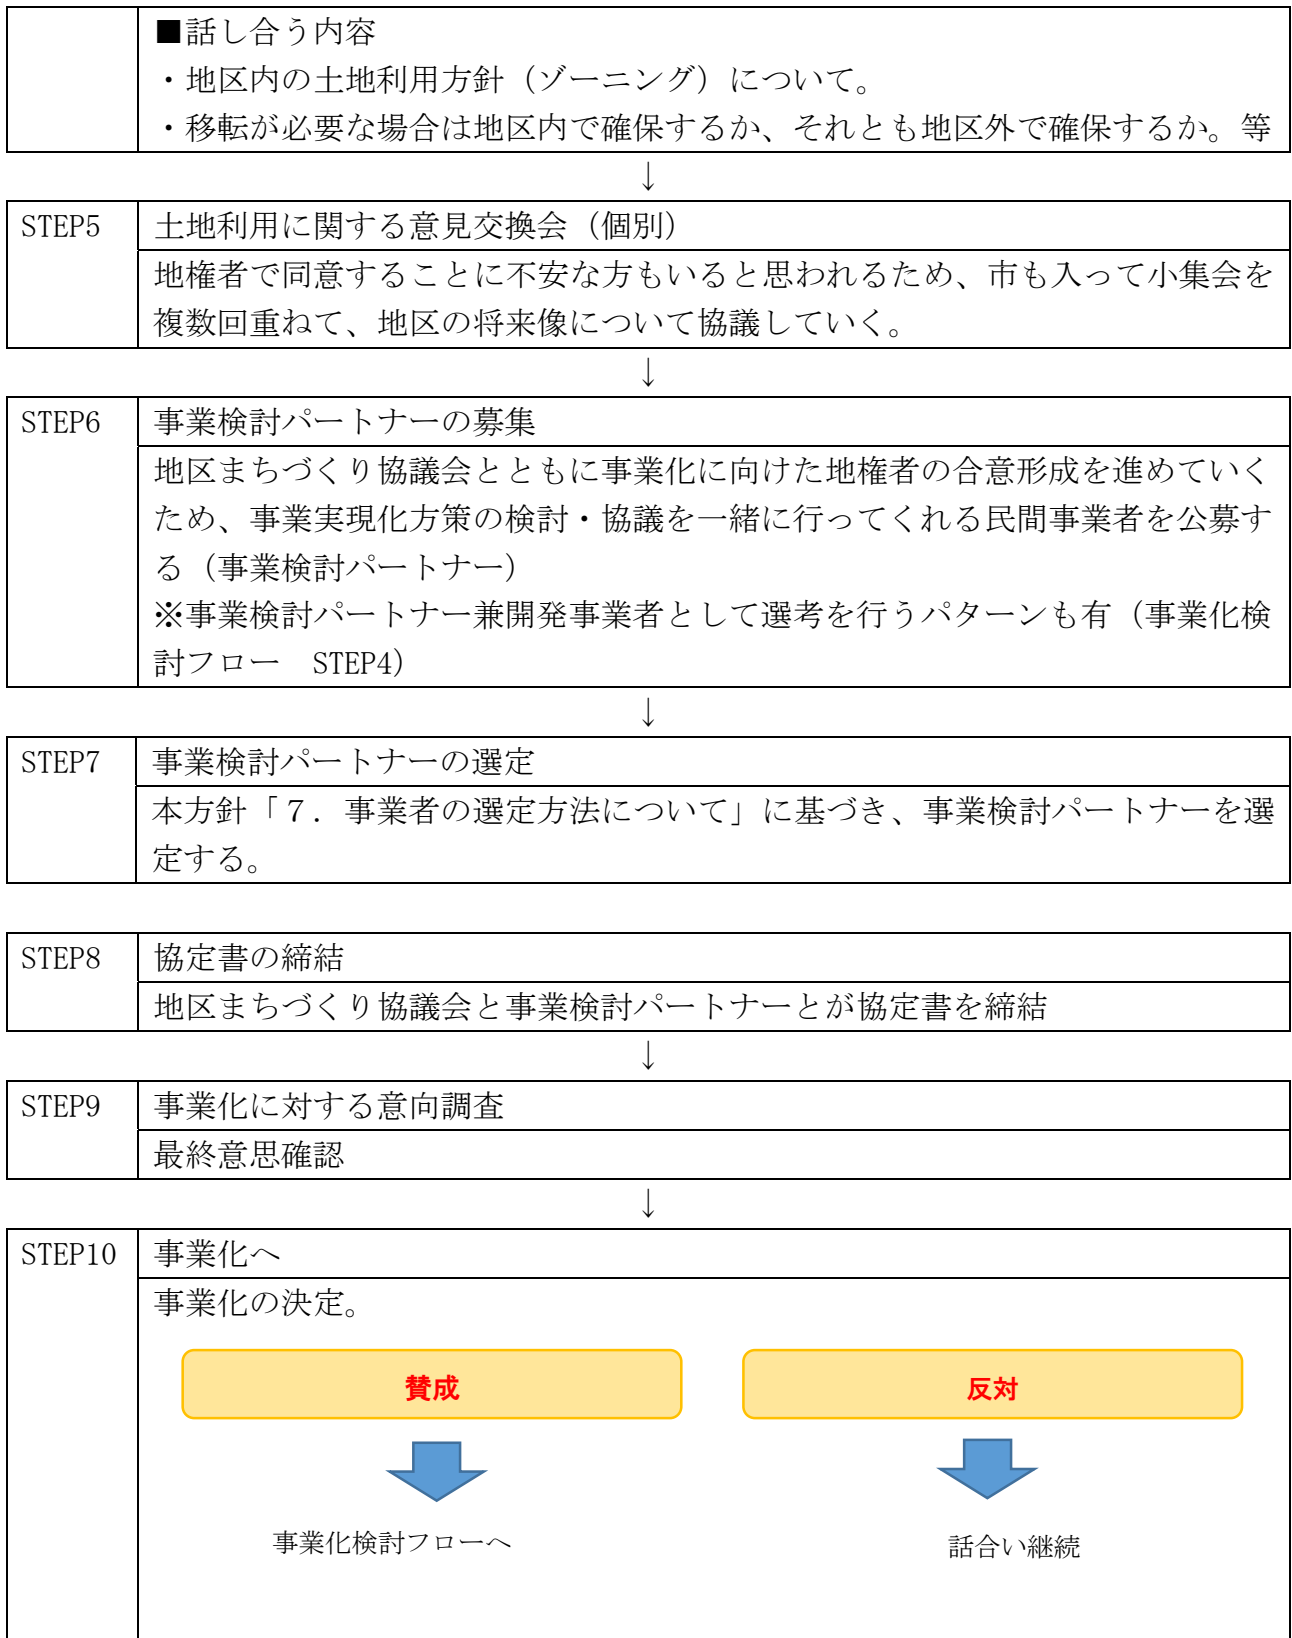 ■話し合う内容
・地区内の土地利用方針（ゾーニング）について。
・移転が必要な場合は地区内で確保するか、それとも地区外で確保するか。等
↓
STEP5 土地利用に関する意見交換会（個別）
地権者で同意することに不安な方もいると思われるため、市も入って小集会を
複数回重ねて、地区の将来像について協議していく。
↓
STEP6 事業検討パートナーの募集
地区まちづくり協議会とともに事業化に向けた地権者の合意形成を進めていく
ため、事業実現化方策の検討・協議を一緒に行ってくれる民間事業者を公募す
る（事業検討パートナー）
※事業検討パートナー兼開発事業者として選考を行うパターンも有（事業化検
討フロー　STEP4）
↓
STEP7 事業検討パートナーの選定
本方針「７．事業者の選定方法について」に基づき、事業検討パートナーを選
定する。
STEP8 協定書の締結
地区まちづくり協議会と事業検討パートナーとが協定書を締結
↓
STEP9 事業化に対する意向調査
最終意思確認
↓
STEP10 事業化へ
事業化の決定。
賛成 反対
事業化検討フローへ 話合い継続